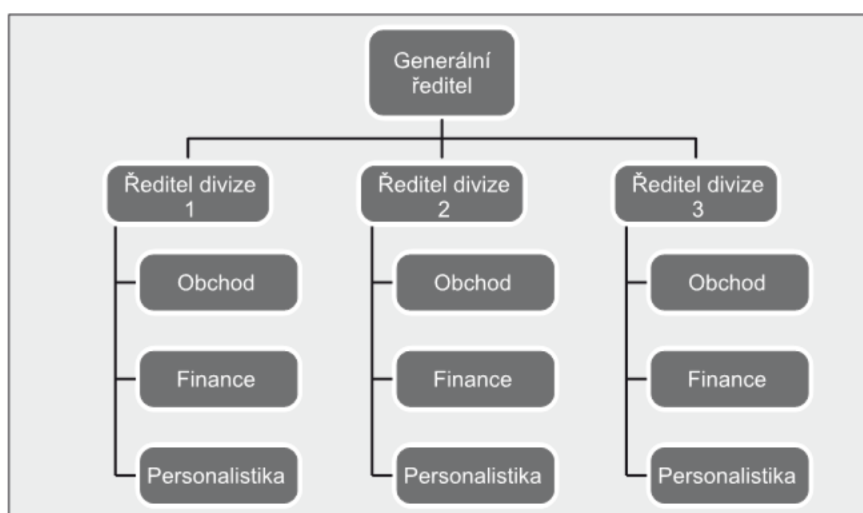 Generální
ředitel
Ředitel divize
1
Ředitel divize
2
Ředitel divize
3
Obchod
Obchod
Obchod
Finance
Finance
Finance
Personalistika
Personalistika
Personalistika